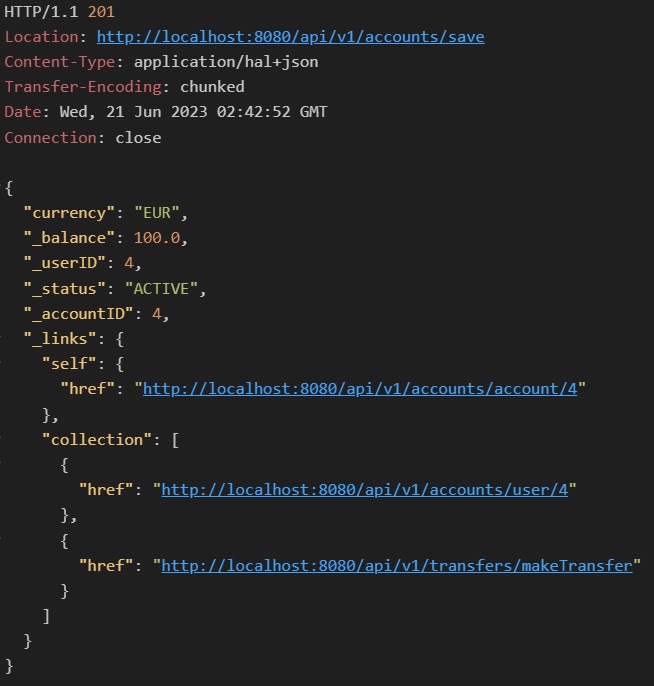 HTTP/1.1 201
Location: http://localhost:8080/api/v1/accounts/save
Content-Type: application/hal+json
Transfer-Encoding: chunked
Date: Wed, 21 Jun 2023 02:42:52 GMT
Connection: close

{
  "currency": "EUR",
  "_balance": 100.0,
  "_userID": 4,
  "_status": "ACTIVE",
  "_accountID": 4,
  "_links": {
    "self": {
      "href": "http://localhost:8080/api/v1/accounts/account/4"
    },
    "collection": [
      {
        "href": "http://localhost:8080/api/v1/accounts/user/4"
      },
      {
        "href": "http://localhost:8080/api/v1/transfers/makeTransfer"
      }
    ]
  }
}